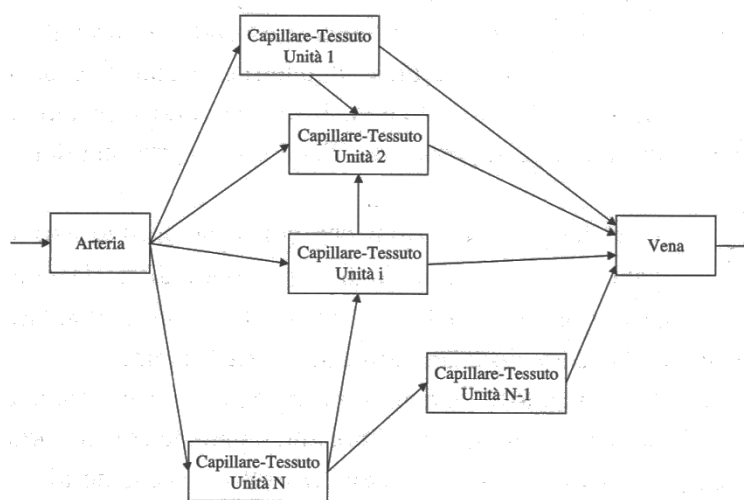 Capillare-Tessuto
Unità 1
Capillare-Tessuto
Unità 2
Arteria
Capillare-Tessuto
Unità i
Vena
Capillare-Tessuto
Unità N-1
Capillare-Tessuto
Unità N